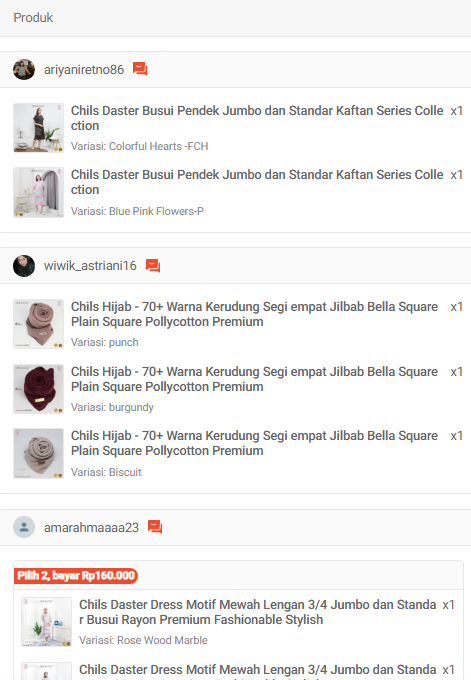 Produk
ariyaniretno86
Chils Daster Busui Pendek Jumbo dan Standar Kaftan Series Colle x1
ction
Variasi: Colorful Hearts -FCH
Chils Daster Busui Pendek Jumbo dan Standar Kaftan Series Colle x1
ction
Variasi: Blue Pink Flowers-P
wiwik_astriani16
Chils Hijab - 70+ Warna Kerudung Segi empat Jilbab Bella Square x1
Plain Square Pollycotton Premium
Variasi: punch
Chils Hijab - 70+ Warna Kerudung Segi empat Jilbab Bella Square x1
Plain Square Pollycotton Premium
Variasi: burgundy
Chils Hijab - 70+ Warna Kerudung Segi empat Jilbab Bella Square x1
Plain Square Pollycotton Premium
Variasi: Biscuit
amarahmaaaa23
Pilih 2, bayar Rp160.000
Chils Daster Dress Motif Mewah Lengan 3/4 Jumbo dan Standa x1
r Busui Rayon Premium Fashionable Stylish
Variasi: Rose Wood Marble
Chils Daster Dress Motif Mewah Lengan 3/4 Jumbo dan Standa x1